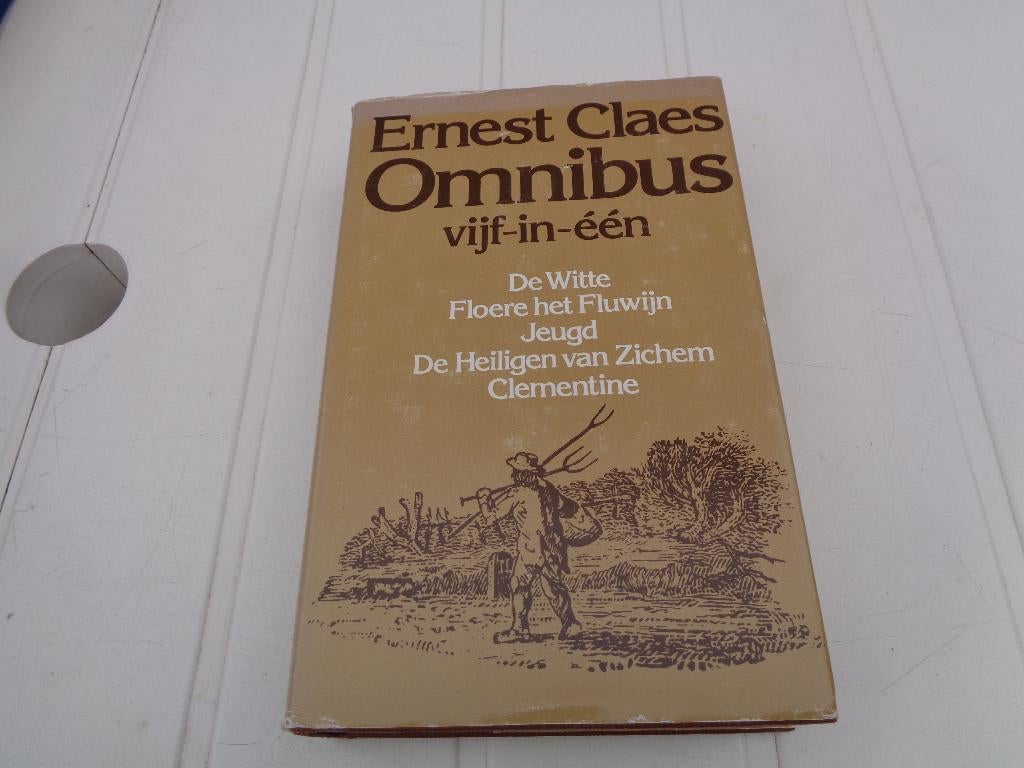 Ernest Claes
Omnibus
vijf-in-één
De Witte
Floere het Fluwijn
Jeugd
De Heiligen van Zichem
Clementine